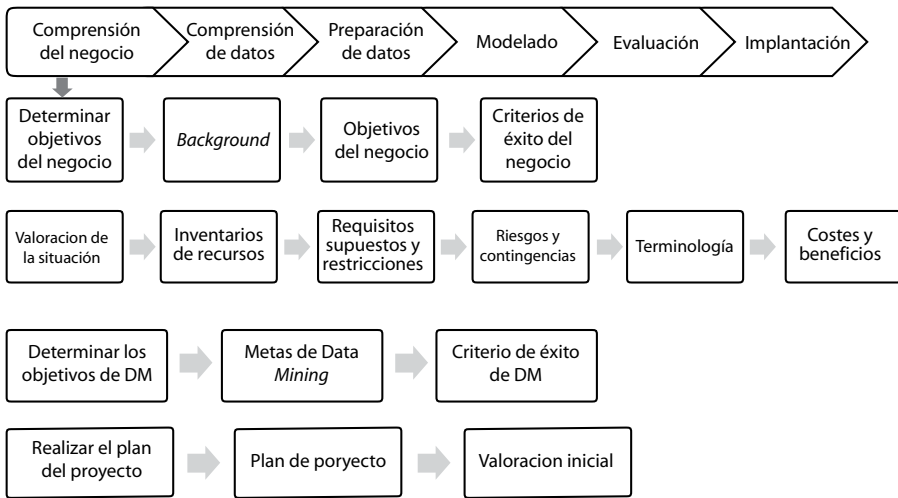 Comprensión
del negocio
Comprensión
de datos
Preparación
de datos
Modelado
Evaluación
Implantación
Determinar
objetivos
del negocio
Background
Objetivos
del negocio
Criterios de
éxito del
negocio
Valoracion de
la situación
Inventarios
de recursos
Requisitos
supuestos y
restricciones
Riesgos y
contingencias
Terminología
Costes y
beneficios
Determinar los
objetivos de DM
Metas de Data
Mining
Criterio de éxito
de DM
Realizar el plan
del proyecto
Plan de poryecto
Valoracion inicial